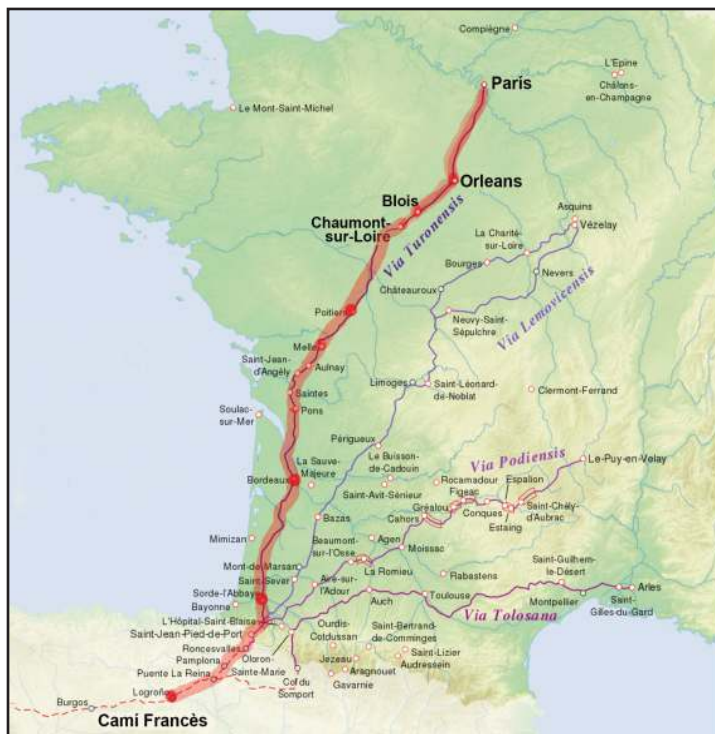 Compiègne
L'Epine
Châlons-
en-Champagne
Paris
Le Mont-Saint-Michel
Orleans
Blois
Chaumont-
sur-Loire
Via Turonensis
Asquins
Vézelay
La Charité-
sur-Loire
Bourges
Nevers
Châteauroux
Via Lemovicensis
Poitiers
Neuvy-Saint-
Sépulchre
Melle
Saint-Jean-
d'Angély
Aulnay
Limoges
Saint-Léonard-
de-Noblat
Clermont-Ferrand
Saintes
Pons
Soulac-
sur-Mer
Périgueux
Le Buisson-
de-Cadouin
Via Podiensis
Le-Puy-en-Velay
La Sauve-
Majeure
Bordeaux
Saint-Avit-Sénieur
Rocamadour
Figeac
Espalion
Gréalou
Cahors
Conques
Estaing
Saint-Chély-
d'Aubrac
Bazas
Mimizan
Beaumont-
sur-l'Osse
Agen
Moissac
Mont-de-Marsan
Saint-Sever
La Romieu
Aire-sur-
l'Adour
Rabastens
Saint-Guilhem-
le-Désert
Arles
Sorde-l'Abbaye
Bayonne
Auch
Toulouse
Montpellier
Saint-
Gilles-du-Gard
Via Tolosana
L'Hôpital-Saint-Blaise
Saint-Jean-Pied-de-Port
Roncesvalles
Pamplona
Puente La Reina
Oloron-
Sainte-Marie
Ourdis-
Cotdussan
Saint-Bertrand-
de-Comminges
Jezeau
Aragnouet
Gavarnie
Saint-Lizier
Audressein
Col du
Somport
Logroño
Burgos
Camí Francès